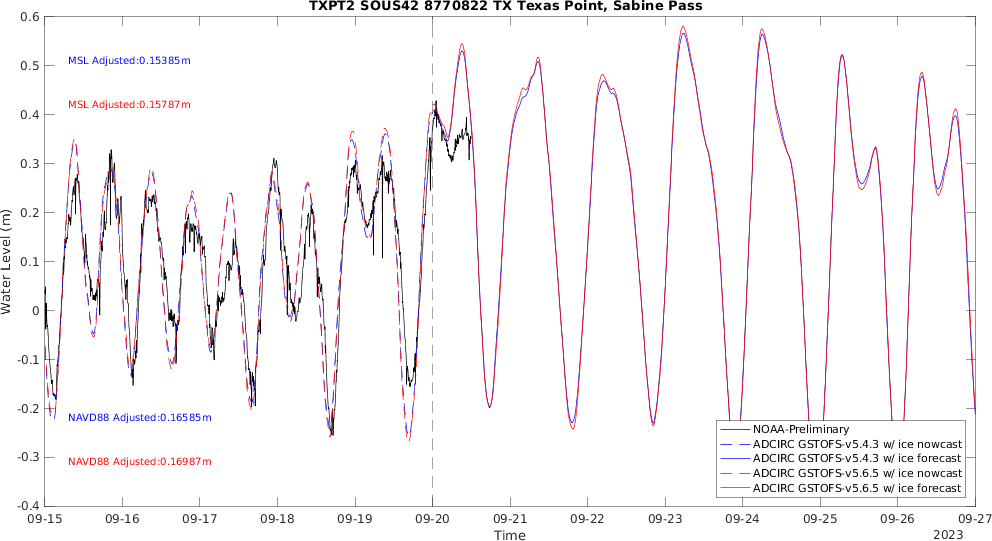 TXPT2 SOUS42 8770822 TX Texas Point, Sabine Pass
Water Level (m)
0.6
0.5
0.4
0.3
0.2
0.1
0
-0.1
-0.2
-0.3
-0.4
MSL Adjusted:0.15385m
MSL Adjusted:0.15787m
NAVD88 Adjusted:0.16585m
NAVD88 Adjusted:0.16987m
NOAA-Preliminary
ADCIRC GSTOFS-v5.4.3 w/ ice nowcast
ADCIRC GSTOFS-v5.4.3 w/ ice forecast
ADCIRC GSTOFS-v5.6.5 w/ ice nowcast
ADCIRC GSTOFS-v5.6.5 w/ ice forecast
09-15 09-16 09-17 09-18 09-19 09-20 09-21 09-22 09-23 09-24 09-25 09-26 09-27
Time
2023